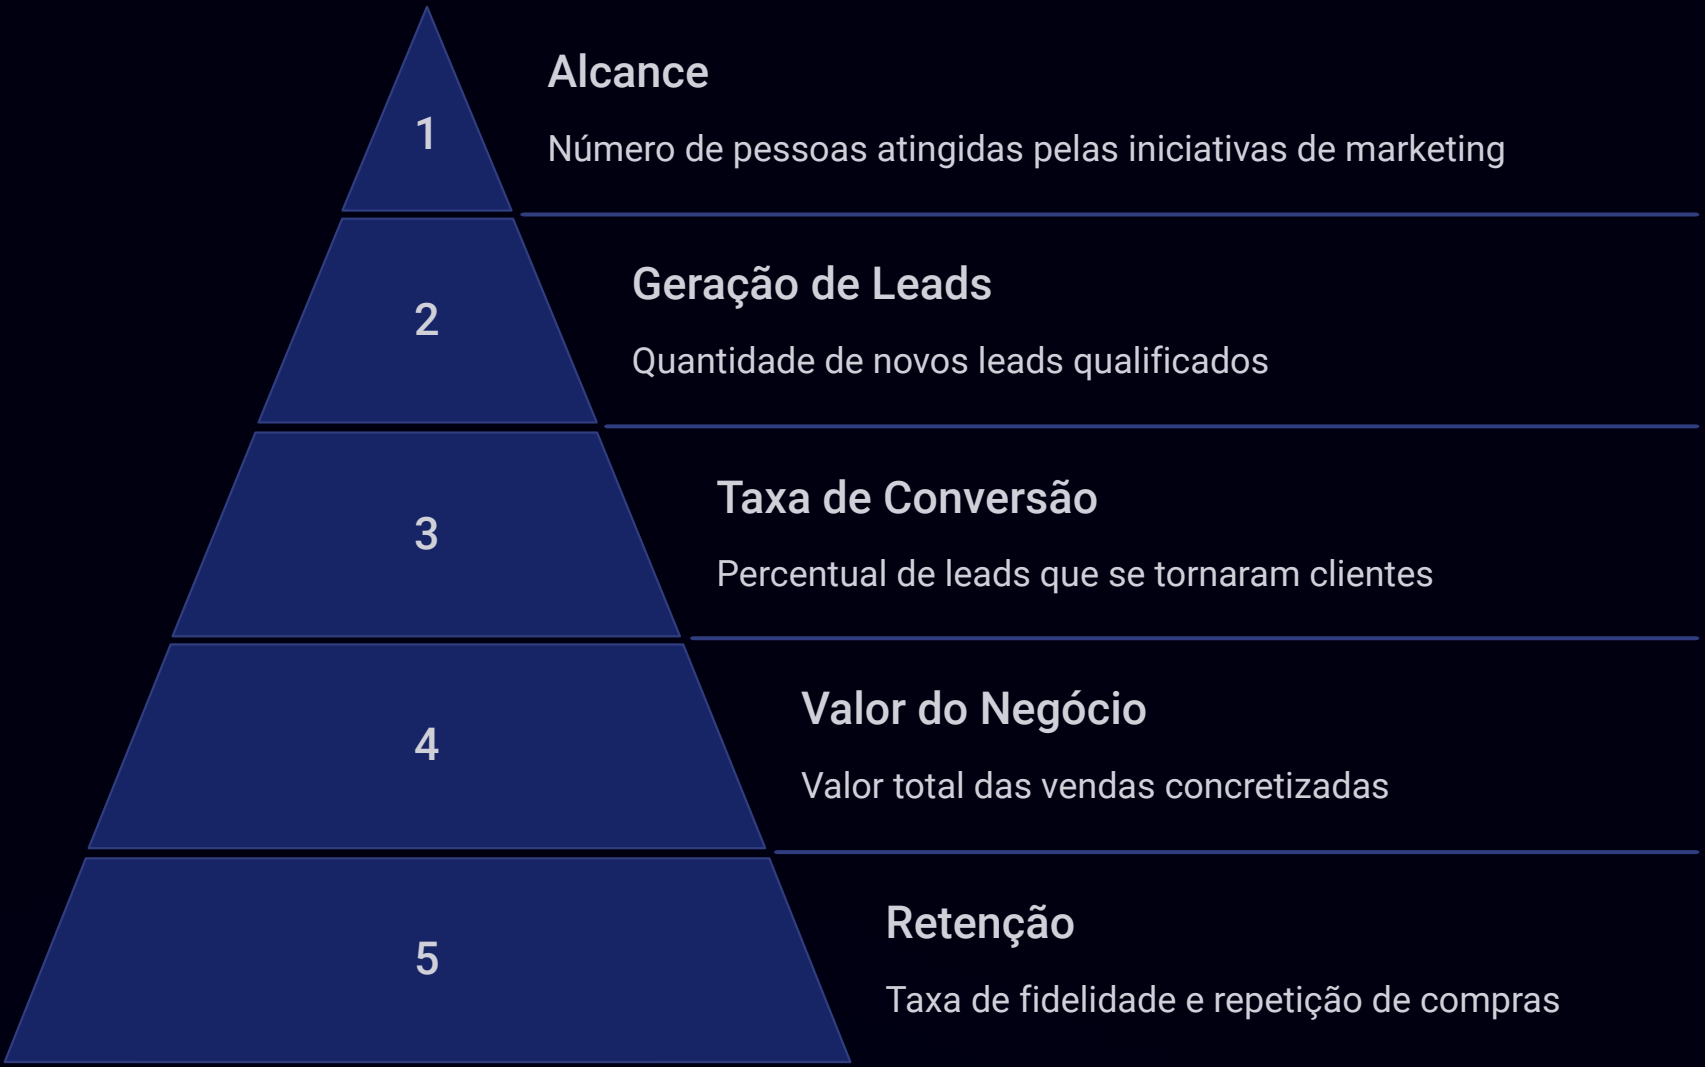 1
Alcance
Número de pessoas atingidas pelas iniciativas de marketing
2
Geração de Leads
Quantidade de novos leads qualificados
3
Taxa de Conversão
Percentual de leads que se tornaram clientes
4
Valor do Negócio
Valor total das vendas concretizadas
5
Retenção
Taxa de fidelidade e repetição de compras